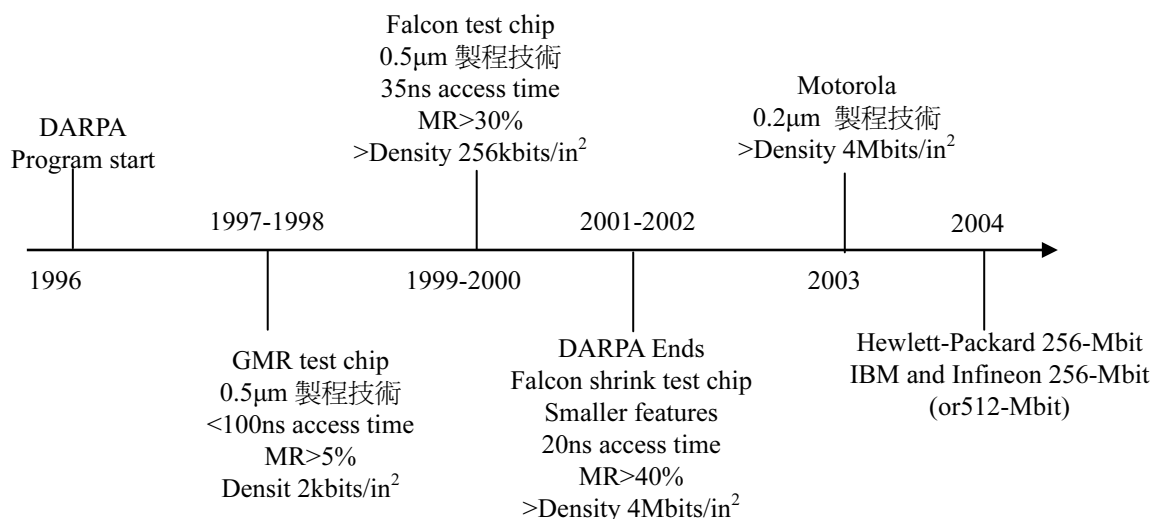 Falcon test chip
0.5μm 製程技術
35ns access time
MR>30%
>Density 256kbits/in²
Motorola
0.2μm 製程技術
>Density 4Mbits/in²
DARPA
Program start
1997-1998
2001-2002
2004
1996
1999-2000
2003
GMR test chip
0.5μm 製程技術
<100ns access time
MR>5%
Densit 2kbits/in²
DARPA Ends
Falcon shrink test chip
Smaller features
20ns access time
MR>40%
>Density 4Mbits/in²
Hewlett-Packard 256-Mbit
IBM and Infineon 256-Mbit
(or512-Mbit)